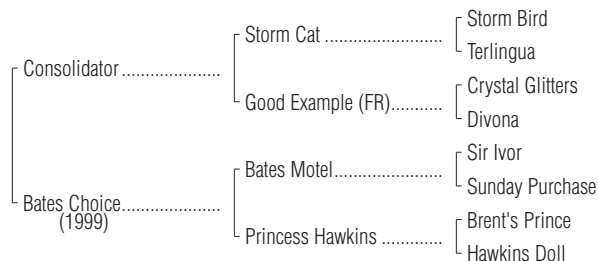 Storm Bird
Storm Cat ........................
Terlingua
Consolidator .....................
Crystal Glitters
Good Example (FR)...........
Divona
Sir Ivor
Bates Motel......................
Sunday Purchase
Bates Choice.....................
(1999)
Brent's Prince
Princess Hawkins .............
Hawkins Doll